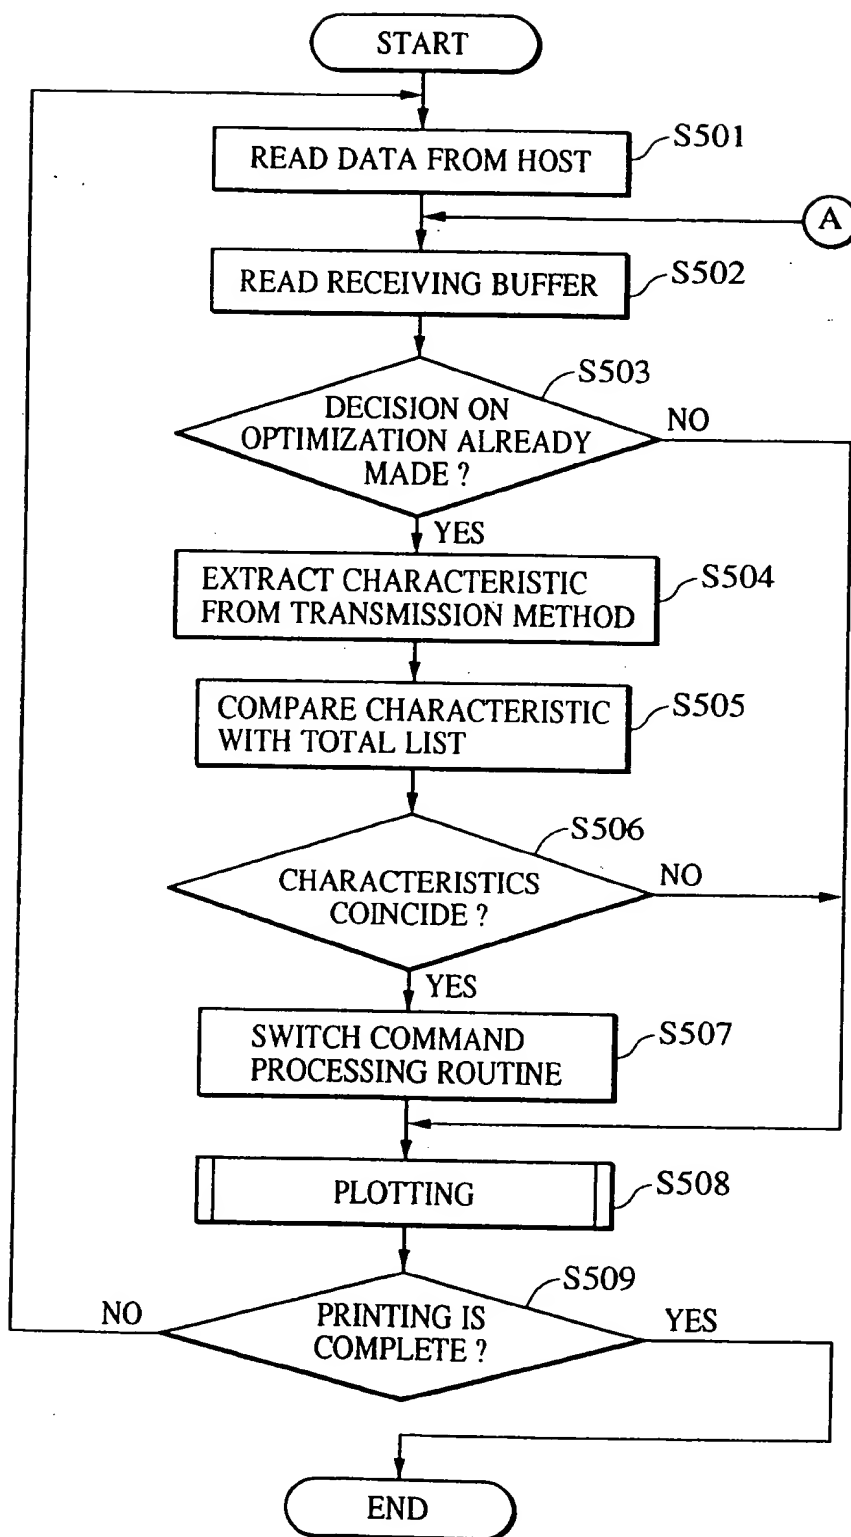 START
READ DATA FROM HOST
S501
A
READ RECEIVING BUFFER
S502
S503
DECISION ON
OPTIMIZATION ALREADY
MADE ?
NO
YES
EXTRACT CHARACTERISTIC
FROM TRANSMISSION METHOD
S504
COMPARE CHARACTERISTIC
WITH TOTAL LIST
S505
S506
CHARACTERISTICS
COINCIDE ?
NO
YES
SWITCH COMMAND
PROCESSING ROUTINE
S507
PLOTTING
S508
S509
NO
PRINTING IS
COMPLETE ?
YES
END